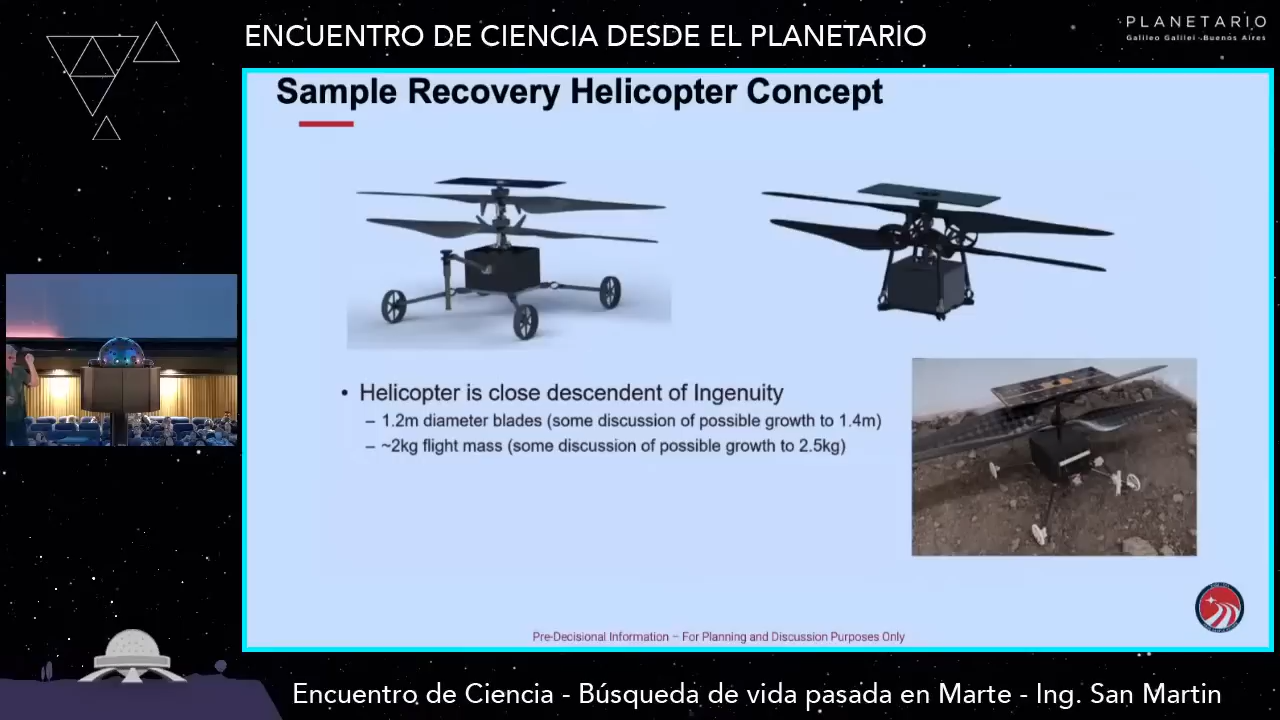 ENCUENTRO DE CIENCIA DESDE EL PLANETARIO
PLANETARIO
Galileo Galilei -Buenos Aires
Sample Recovery Helicopter Concept
• Helicopter is close descendent of Ingenuity
– 1.2m diameter blades (some discussion of possible growth to 1.4m)
– ~2kg flight mass (some discussion of possible growth to 2.5kg)
Pre-Decisional Information – For Planning and Discussion Purposes Only
Encuentro de Ciencia - Búsqueda de vida pasada en Marte - Ing. San Martin